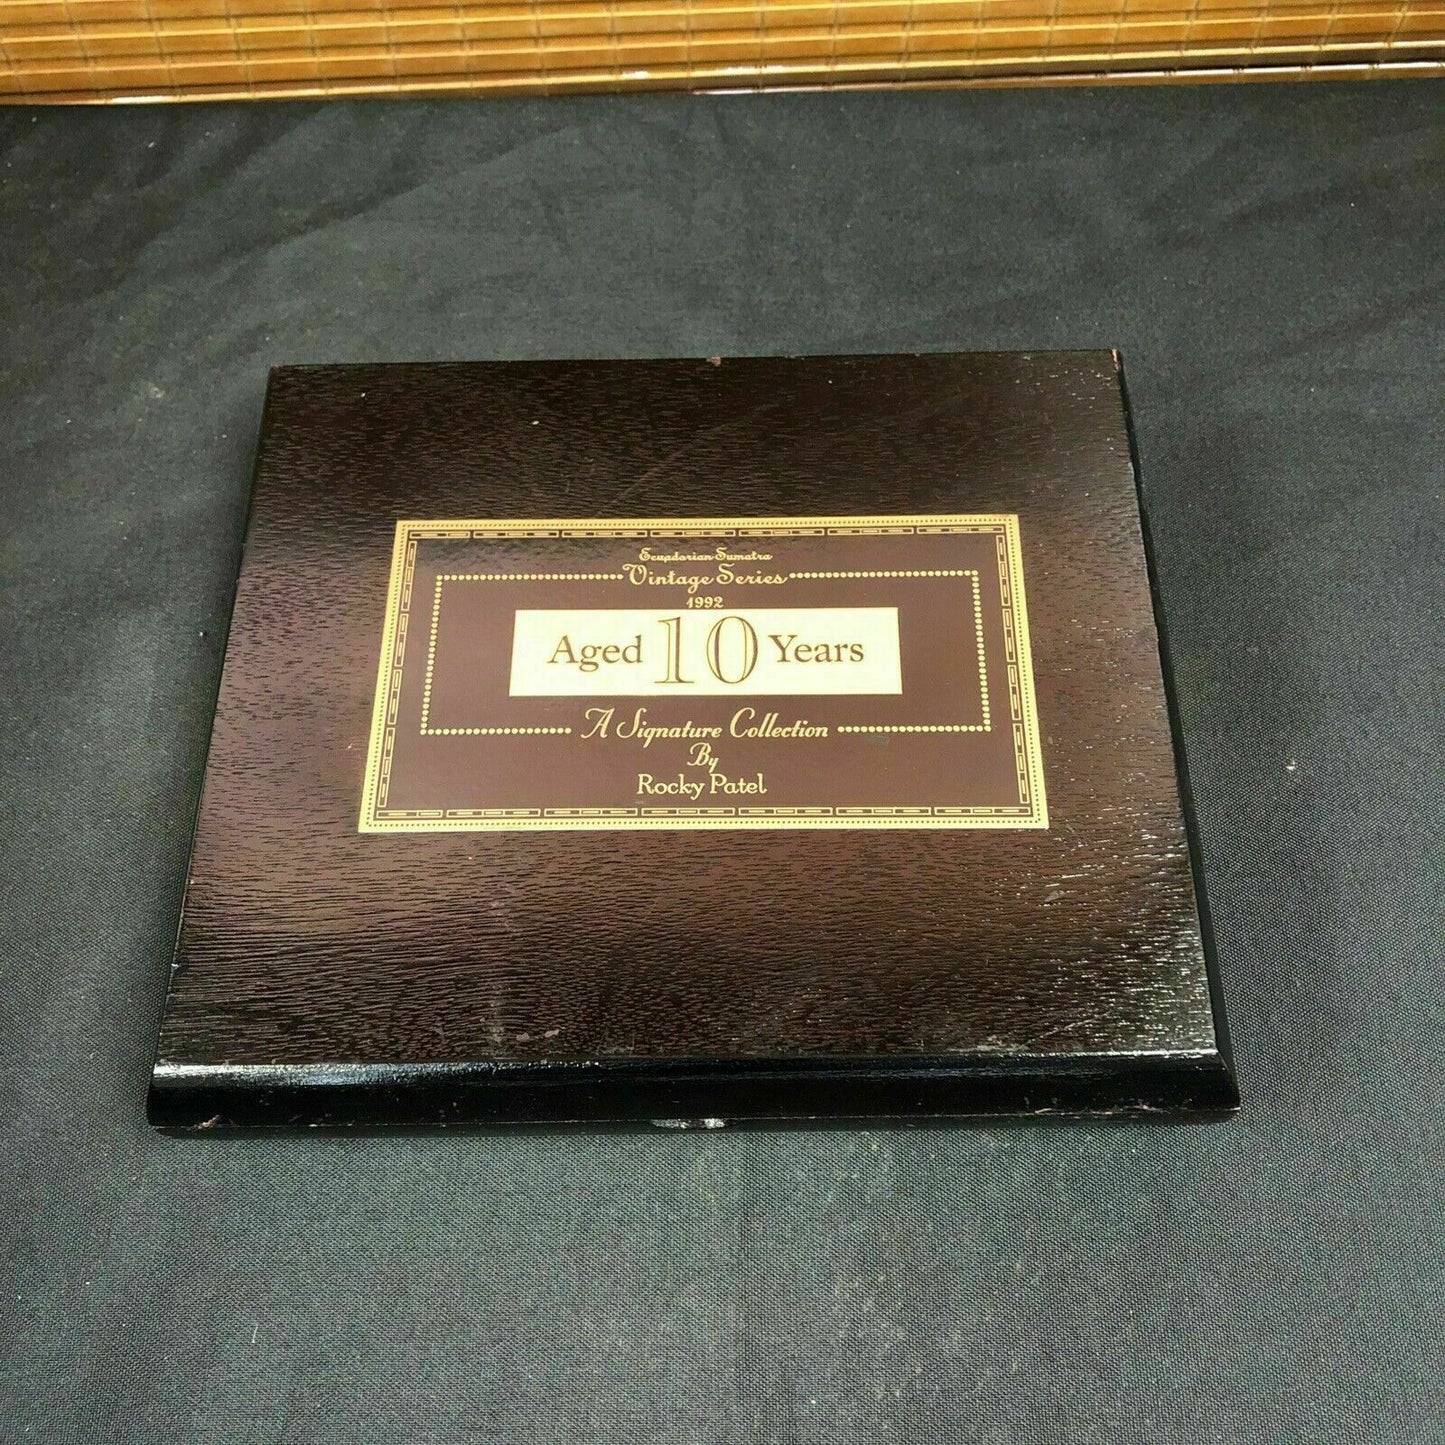 Ecuadorian Sumatra
Vintage Series
1992
Aged 10 Years
A Signature Collection
By
Rocky Patel